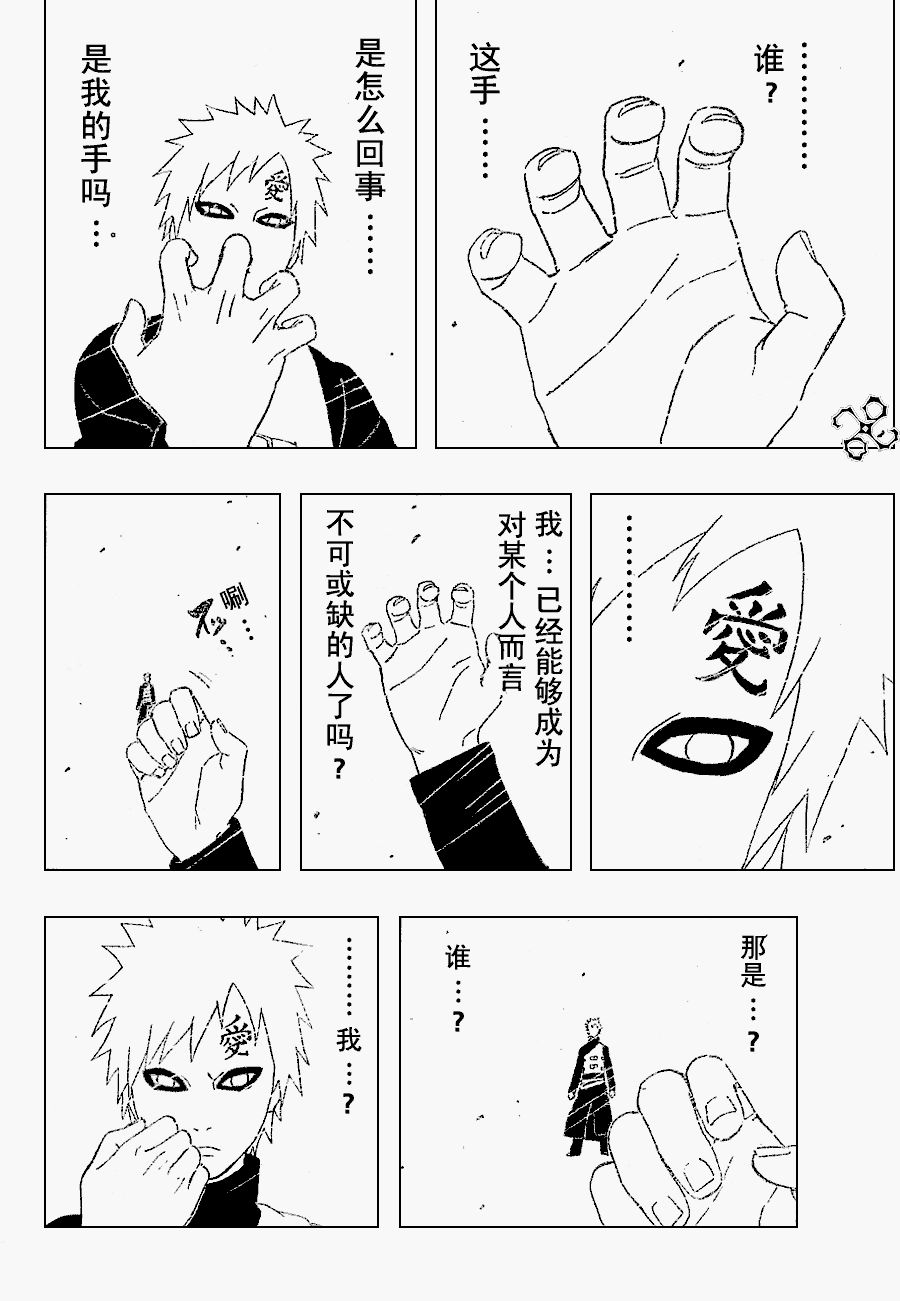 …………
谁?
这手……
是怎么回事……
是我的手吗…。
愛
………
愛
我…已经能够成为
对某个人而言
不可或缺的人了吗?
唰…
那是…?
谁…?
………
我…?
愛